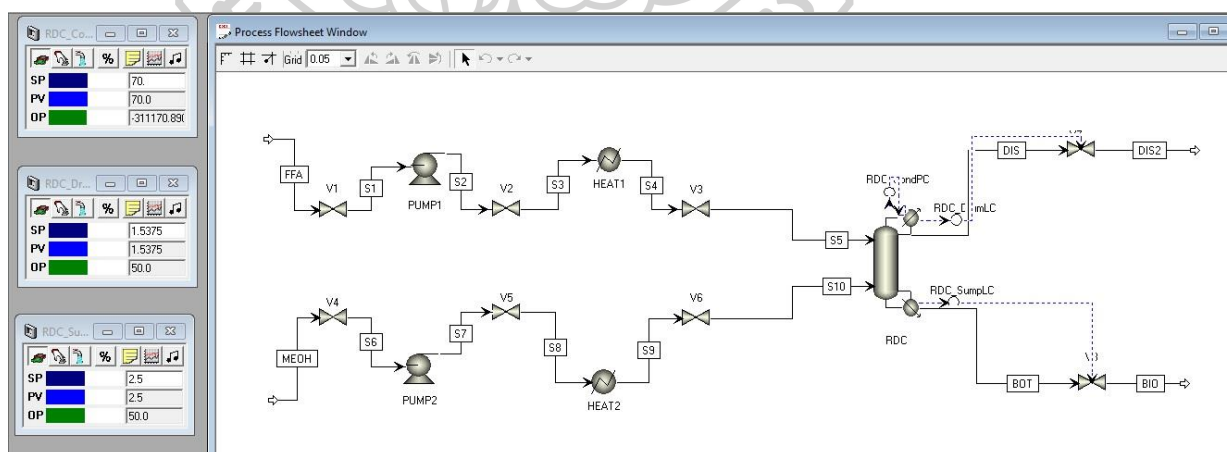 RDC_Co...
%
SP 70.
PV 70.0
OP -311170.89(
RDC_Dr...
%
SP 1.5375
PV 1.5375
OP 50.0
RDC_Su...
%
SP 2.5
PV 2.5
OP 50.0
Process Flowsheet Window
Grid 0.05
FFA
V1
S1
PUMP1
S2
V2
S3
HEAT1
S4
V3
S5
MEOH
V4
S6
PUMP2
S7
V5
S8
HEAT2
S9
V6
S10
RDC
RDC_SumpLC
DIS
DIS2
BOT
BIO